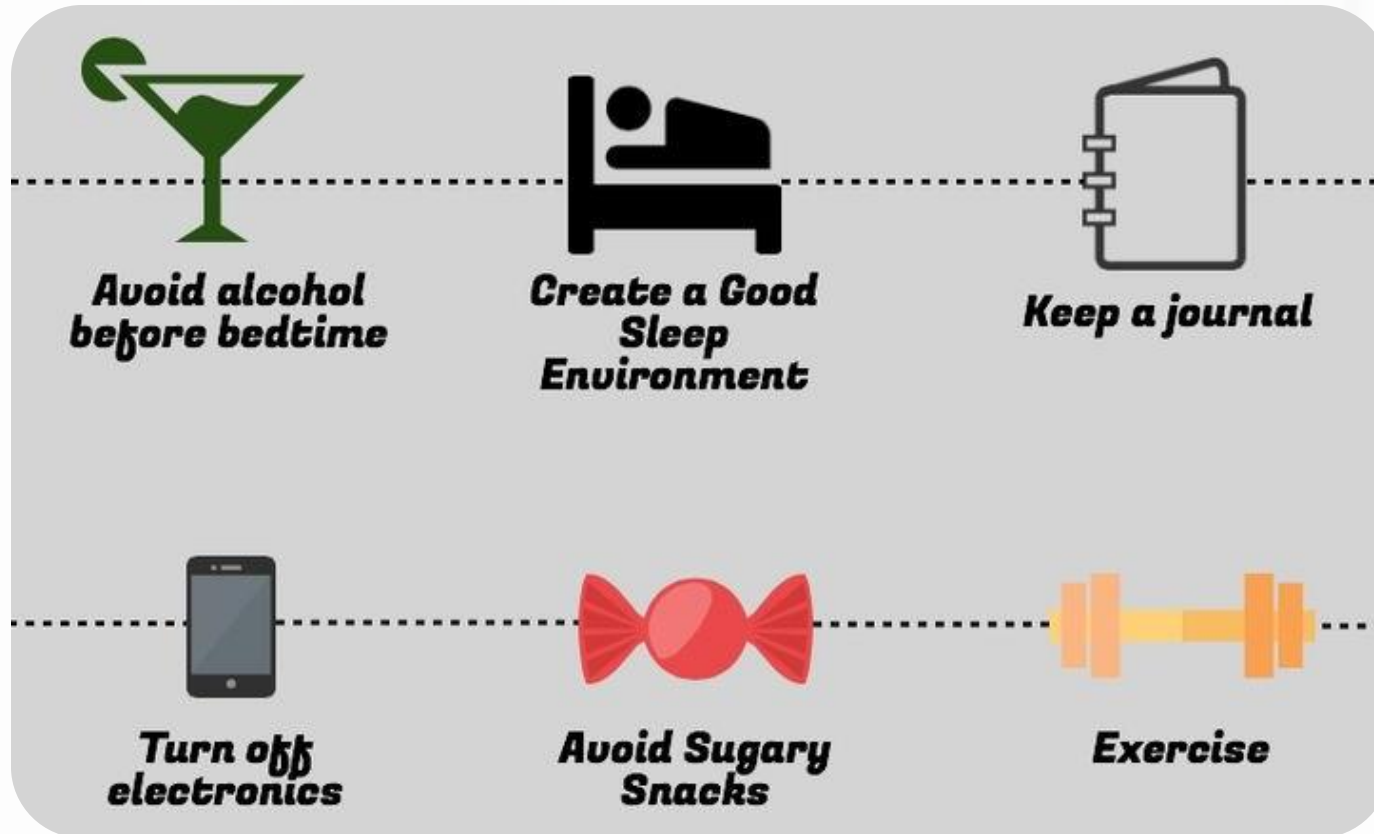 Avoid alcohol
before bedtime
Create a Good
Sleep
Environment
Keep a journal
Turn off
electronics
Avoid Sugary
Snacks
Exercise